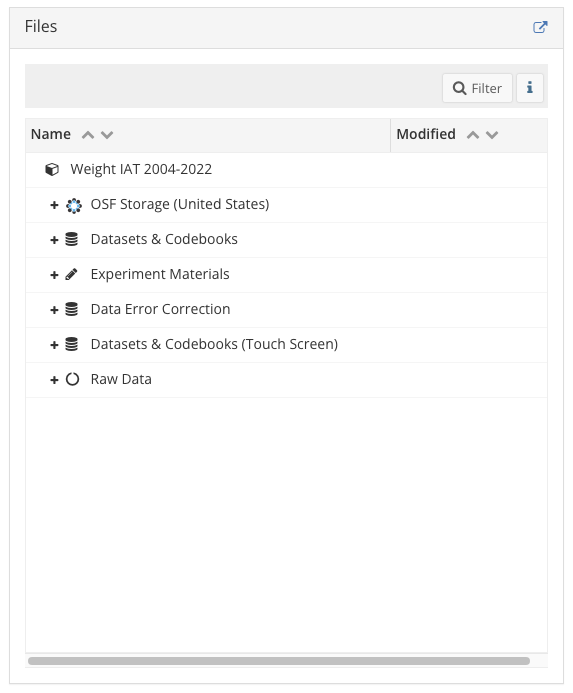 Files
Filter
Name Modified
Weight IAT 2004-2022
OSF Storage (United States)
Datasets & Codebooks
Experiment Materials
Data Error Correction
Datasets & Codebooks (Touch Screen)
Raw Data